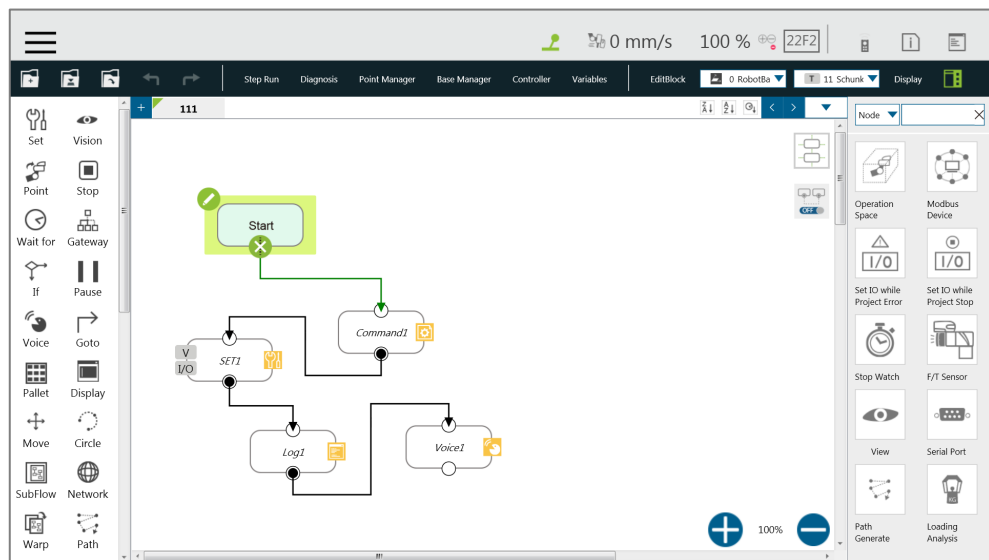 0 mm/s 100 % 22F2
Step Run Diagnosis Point Manager Base Manager Controller Variables EditBlock 0 RobotBa T 11 Schunk Display
+ 111
Node
Set Vision
Point Stop
Wait for Gateway
If Pause
Voice Goto
Pallet Display
Move Circle
SubFlow Network
Warp Path
Start
Command1
V
I/O
SET1
Log1
Voice1
OFF
100%
Operation
Space
Modbus
Device
I/O
Set IO while
Project Error
I/O
Set IO while
Project Stop
Stop Watch
F/T Sensor
View
Serial Port
Path
Generate
KG
Loading
Analysis